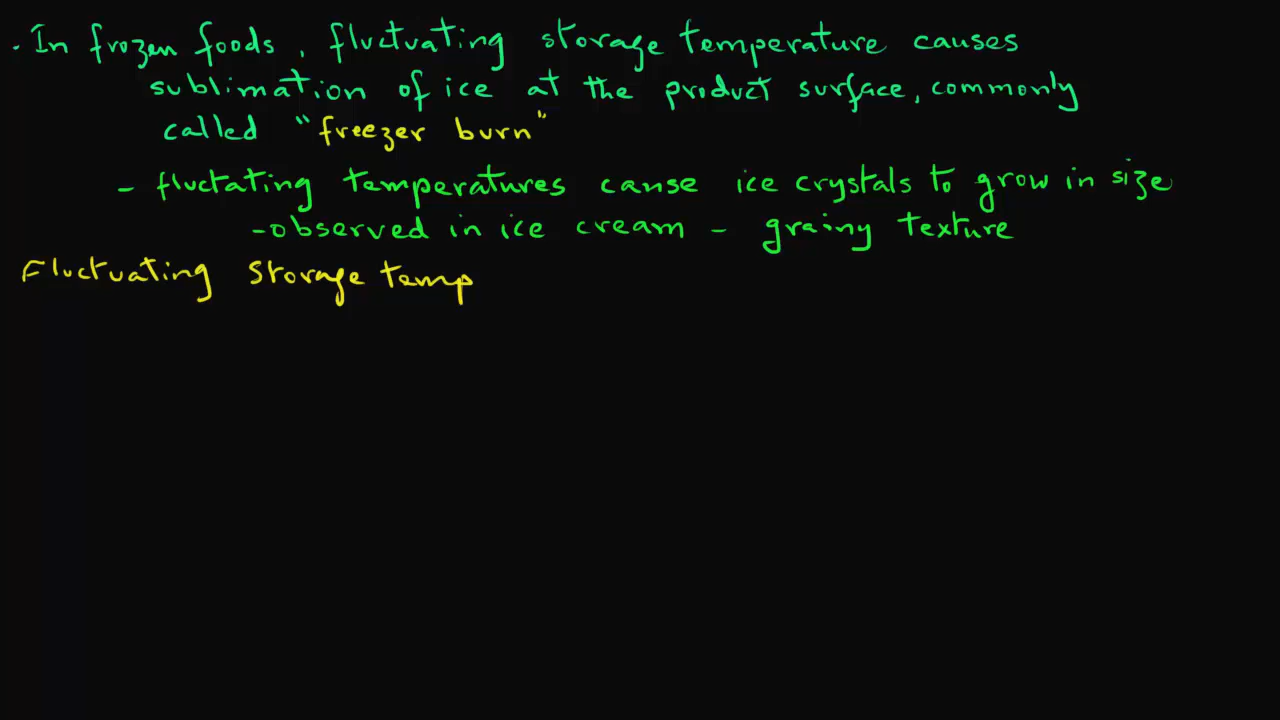 . In frozen foods, fluctuating storage temperature causes
sublimation of ice at the product surface, commonly
called "freezer burn"
- fluctating temperatures cause ice crystals to grow in size
- observed in ice cream - grainy texture
Fluctuating storage temp